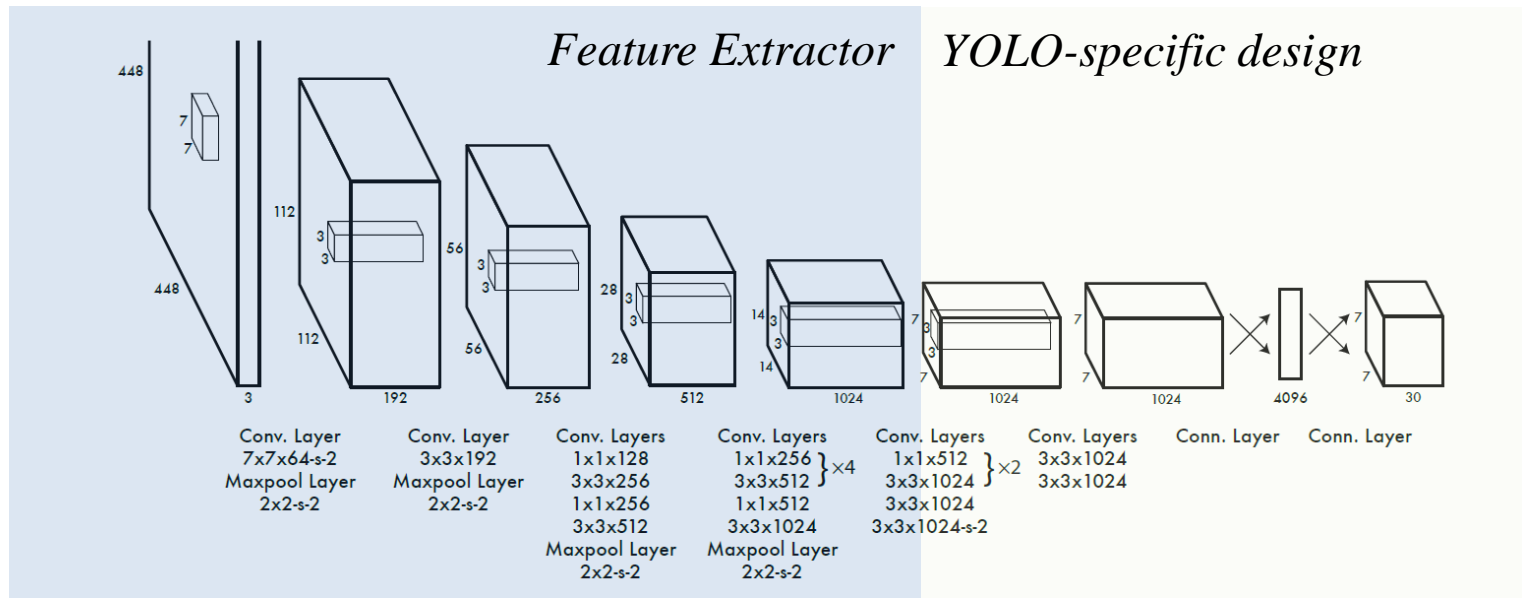 Feature Extractor
YOLO-specific design
448
7
7
448
3
112
3
3
112
192
56
3
3
56
256
28
3
3
28
512
14
3
3
14
1024
7
3
3
7
1024
7
7
1024
4096
7
7
30
Conv. Layer
7x7x64-s-2
Maxpool Layer
2x2-s-2
Conv. Layer
3x3x192
Maxpool Layer
2x2-s-2
Conv. Layers
1x1x128
3x3x256
1x1x256
3x3x512
Maxpool Layer
2x2-s-2
Conv. Layers
1x1x256
3x3x512 } ×4
1x1x512
3x3x1024
Maxpool Layer
2x2-s-2
Conv. Layers
1x1x512
3x3x1024 } ×2
3x3x1024
3x3x1024-s-2
Conv. Layers
3x3x1024
3x3x1024
Conn. Layer
Conn. Layer